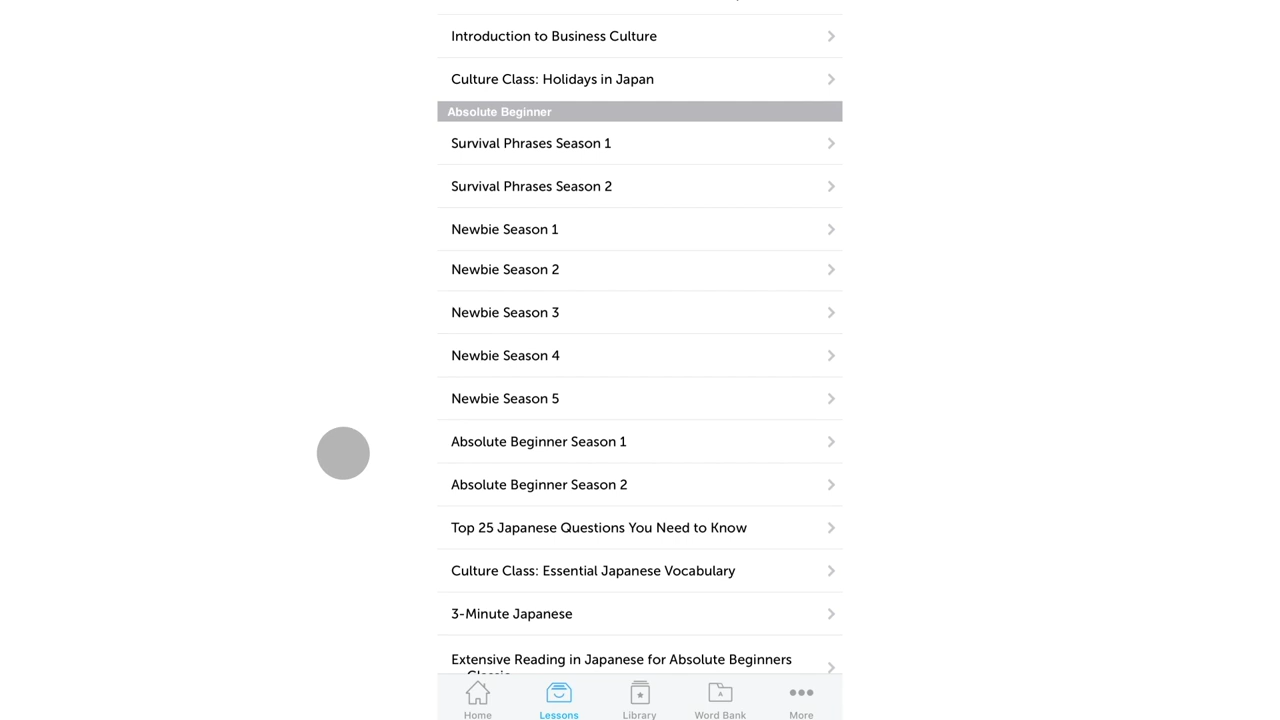 Introduction to Business Culture
Culture Class: Holidays in Japan
Absolute Beginner
Survival Phrases Season 1
Survival Phrases Season 2
Newbie Season 1
Newbie Season 2
Newbie Season 3
Newbie Season 4
Newbie Season 5
Absolute Beginner Season 1
Absolute Beginner Season 2
Top 25 Japanese Questions You Need to Know
Culture Class: Essential Japanese Vocabulary
3-Minute Japanese
Extensive Reading in Japanese for Absolute Beginners
Home Lessons Library Word Bank More